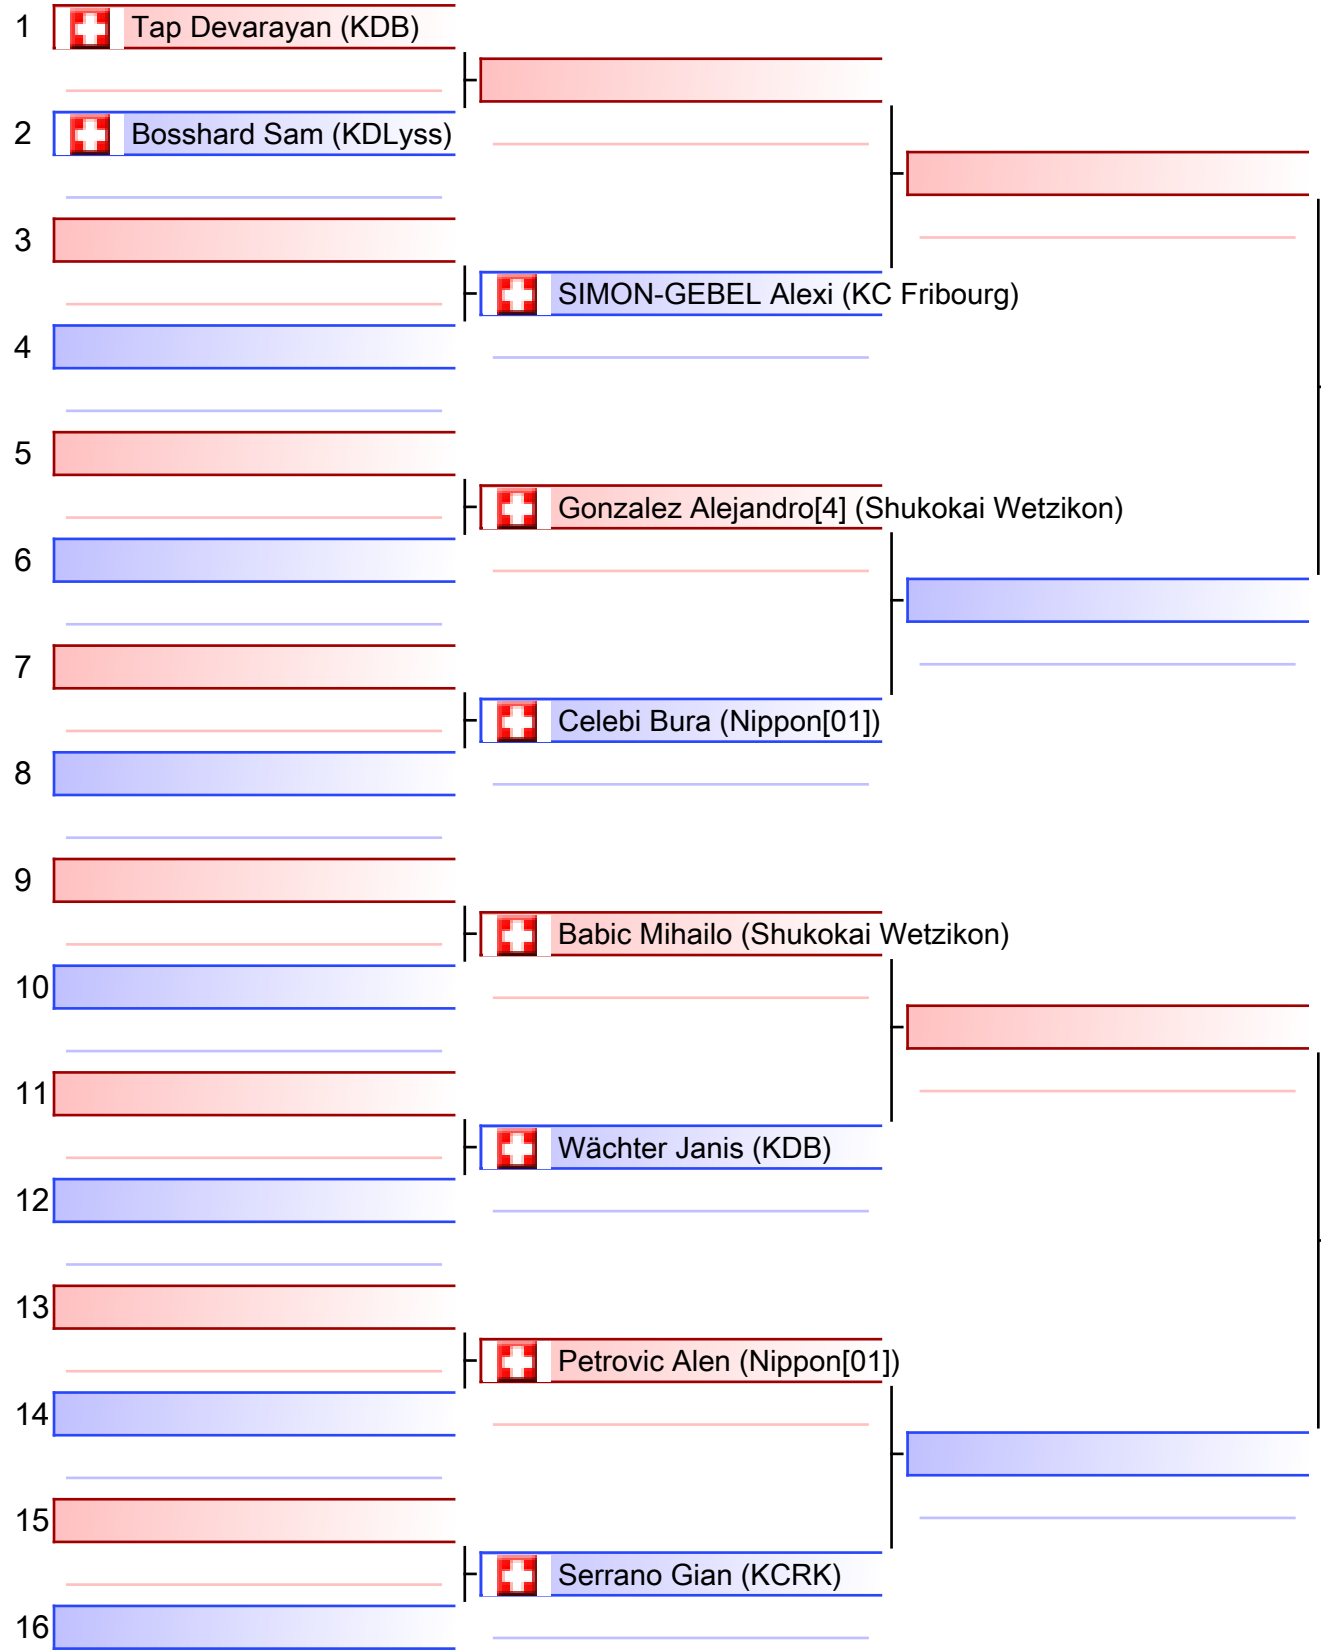 1 Tap Devarayan (KDB)
2 Bosshard Sam (KDLyss)
3
SIMON-GEBEL Alexi (KC Fribourg)
4
5
Gonzalez Alejandro[4] (Shukokai Wetzikon)
6
7
Celebi Bura (Nippon[01])
8
9
Babic Mihailo (Shukokai Wetzikon)
10
11
Wächter Janis (KDB)
12
13
Petrovic Alen (Nippon[01])
14
15
Serrano Gian (KCRK)
16